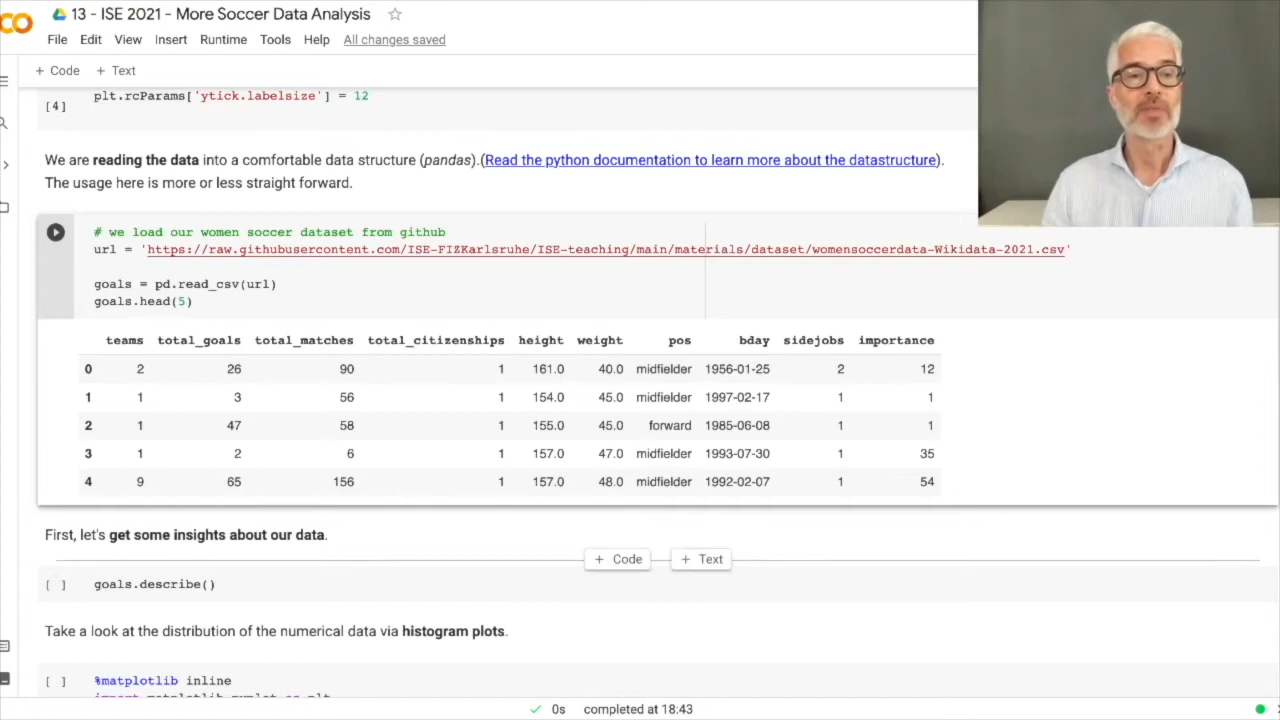 13 - ISE 2021 - More Soccer Data Analysis
File Edit View Insert Runtime Tools Help All changes saved
+ Code + Text
[4] plt.rcParams['ytick.labelsize'] = 12
We are reading the data into a comfortable data structure (pandas).(Read the python documentation to learn more about the datastructure).
The usage here is more or less straight forward.
# we load our women soccer dataset from github
url = 'https://raw.githubusercontent.com/ISE-FIZKarlsruhe/ISE-teaching/main/materials/dataset/womensoccerdata-Wikidata-2021.csv'
goals = pd.read_csv(url)
goals.head(5)
teams total_goals total_matches total_citizenships height weight pos bday sidejobs importance
0 2 26 90 1 161.0 40.0 midfielder 1956-01-25 2 12
1 1 3 56 1 154.0 45.0 midfielder 1997-02-17 1 1
2 1 47 58 1 155.0 45.0 forward 1985-06-08 1 1
3 1 2 6 1 157.0 47.0 midfielder 1993-07-30 1 35
4 9 65 156 1 157.0 48.0 midfielder 1992-02-07 1 54
First, let's get some insights about our data.
+ Code + Text
[ ] goals.describe()
Take a look at the distribution of the numerical data via histogram plots.
[ ] %matplotlib inline
import matplotlib.pyplot as plt
0s completed at 18:43